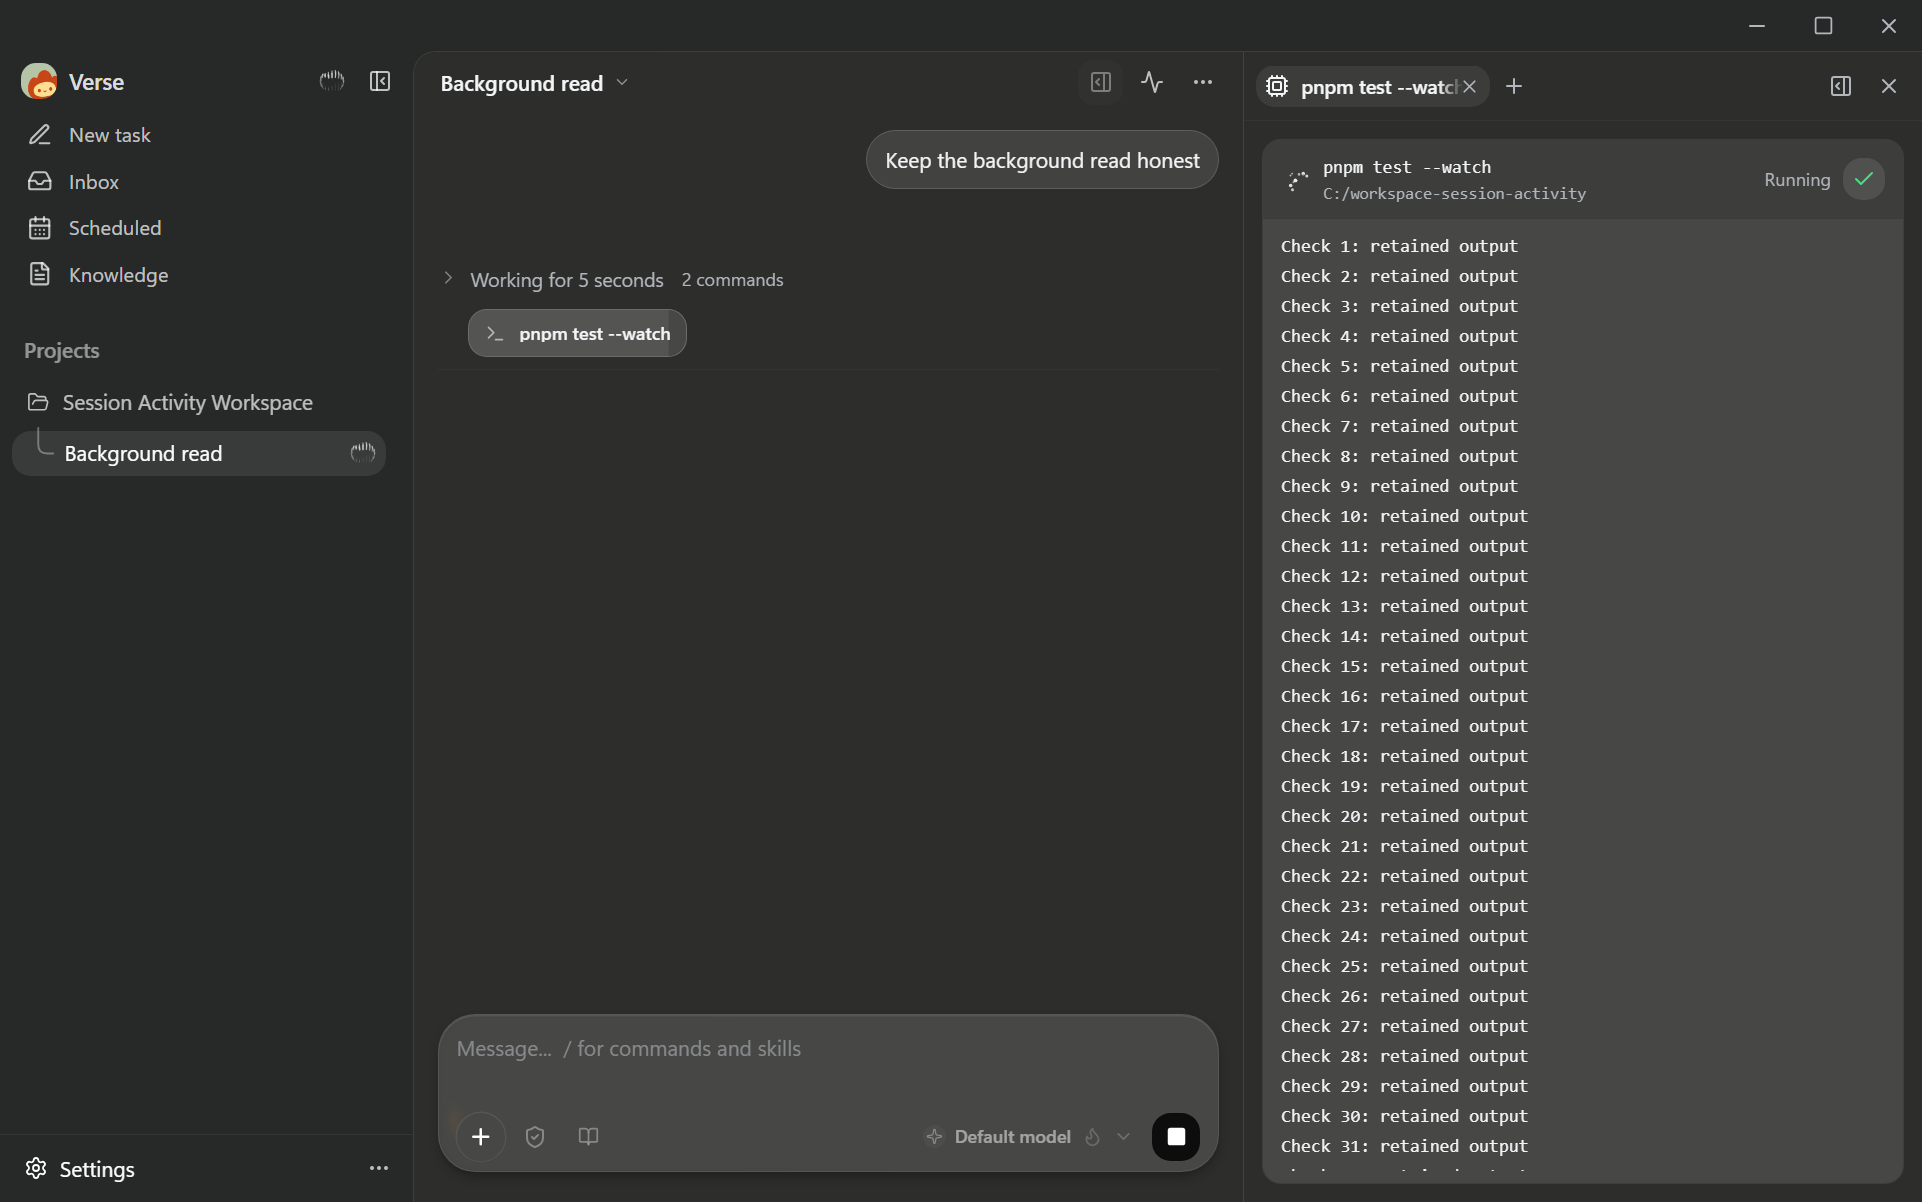 Verse
New task
Inbox
Scheduled
Knowledge
Projects
Session Activity Workspace
Background read
Settings
Background read
Keep the background read honest
Working for 5 seconds 2 commands
pnpm test --watch
Message... / for commands and skills
Default model
pnpm test --watc
pnpm test --watch
C:/workspace-session-activity
Running
Check 1: retained output
Check 2: retained output
Check 3: retained output
Check 4: retained output
Check 5: retained output
Check 6: retained output
Check 7: retained output
Check 8: retained output
Check 9: retained output
Check 10: retained output
Check 11: retained output
Check 12: retained output
Check 13: retained output
Check 14: retained output
Check 15: retained output
Check 16: retained output
Check 17: retained output
Check 18: retained output
Check 19: retained output
Check 20: retained output
Check 21: retained output
Check 22: retained output
Check 23: retained output
Check 24: retained output
Check 25: retained output
Check 26: retained output
Check 27: retained output
Check 28: retained output
Check 29: retained output
Check 30: retained output
Check 31: retained output